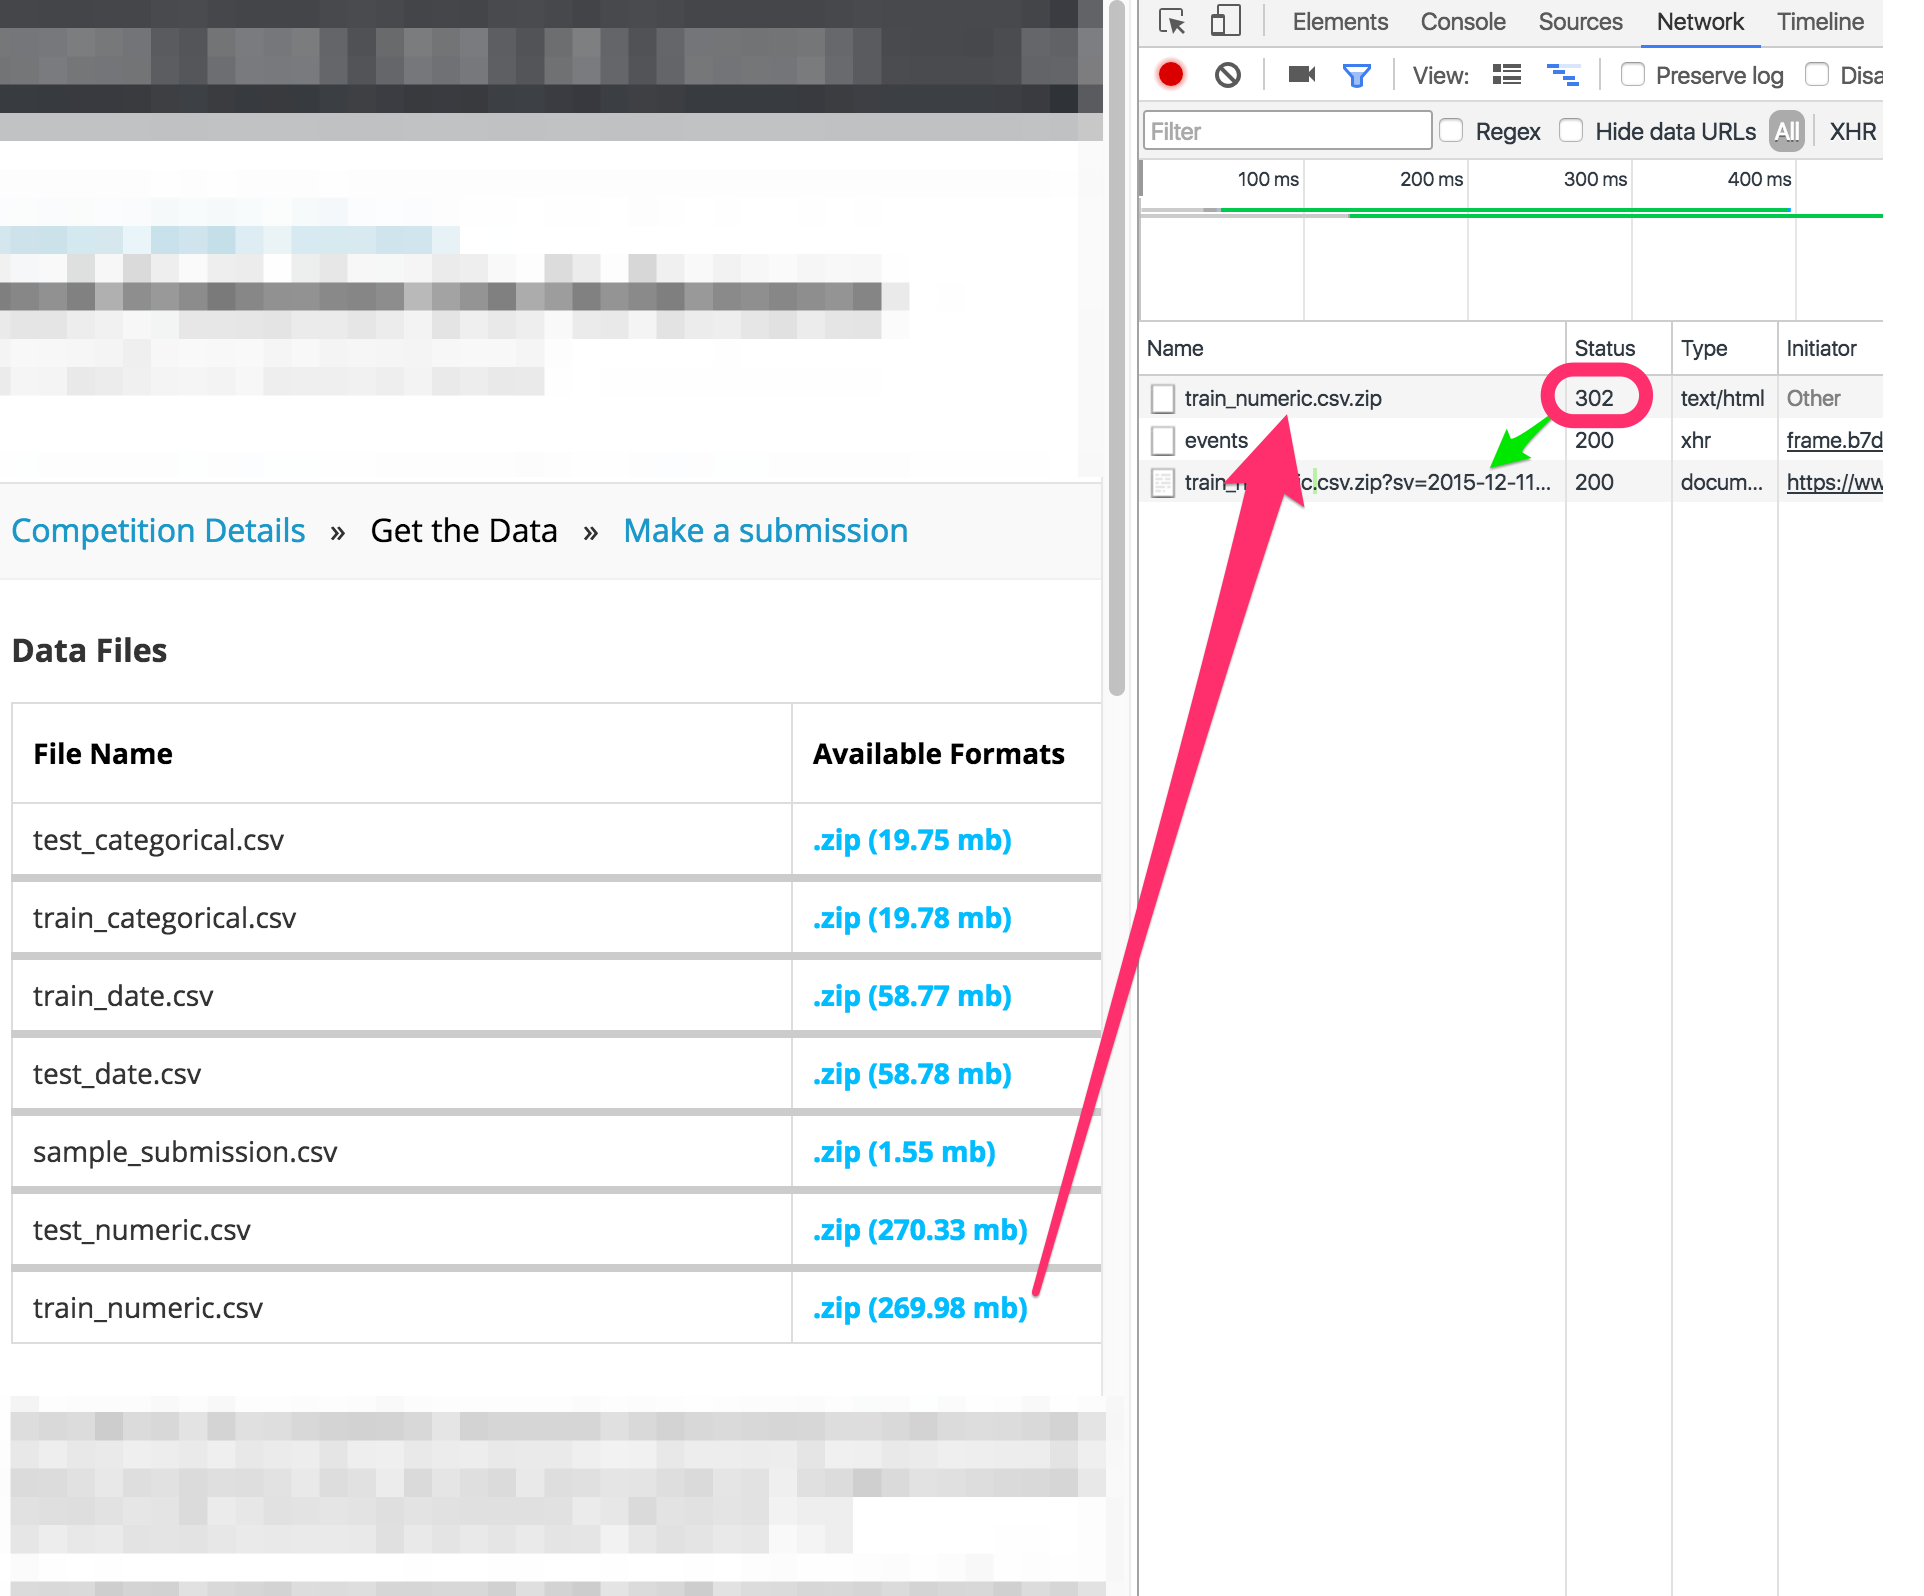 Elements Console Sources Network Timeline
View: Preserve log Disa
Filter Regex Hide data URLs All XHR
100 ms 200 ms 300 ms 400 ms
Name Status Type Initiator
train_numeric.csv.zip 302 text/html Other
events 200 xhr frame.b7d
csv.zip?sv=2015-12-11... 200 docum... https://ww
Competition Details » Get the Data » Make a submission
Data Files
File Name Available Formats
test_categorical.csv .zip (19.75 mb)
train_categorical.csv .zip (19.78 mb)
train_date.csv .zip (58.77 mb)
test_date.csv .zip (58.78 mb)
sample_submission.csv .zip (1.55 mb)
test_numeric.csv .zip (270.33 mb)
train_numeric.csv .zip (269.98 mb)